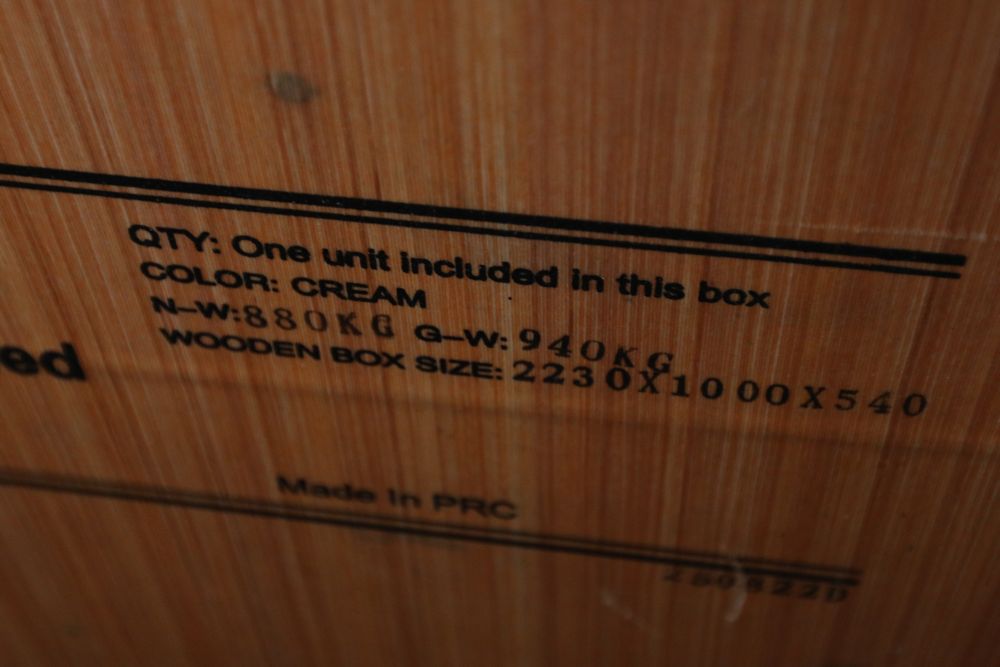 QTY: One unit included in this box
COLOR: CREAM
N-W:880KG G-W: 940KG
WOODEN BOX SIZE: 2230X1000X540
ed
Made in PRC